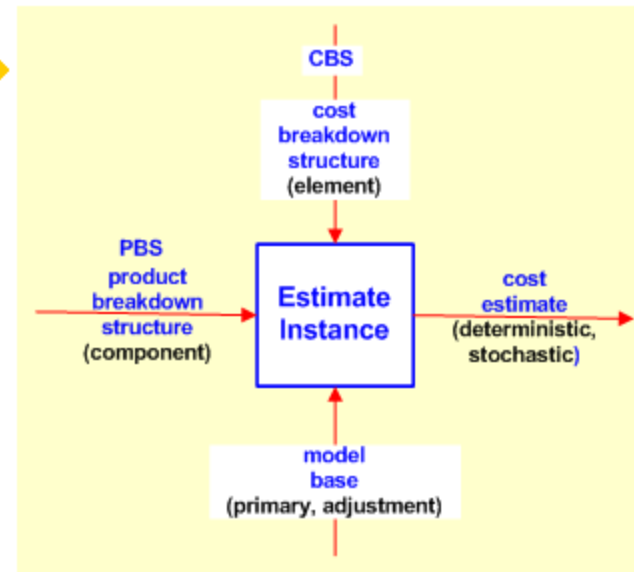 CBS
cost
breakdown
structure
(element)
PBS
product
breakdown
structure
(component)
Estimate
Instance
cost
estimate
(deterministic,
stochastic)
model
base
(primary, adjustment)